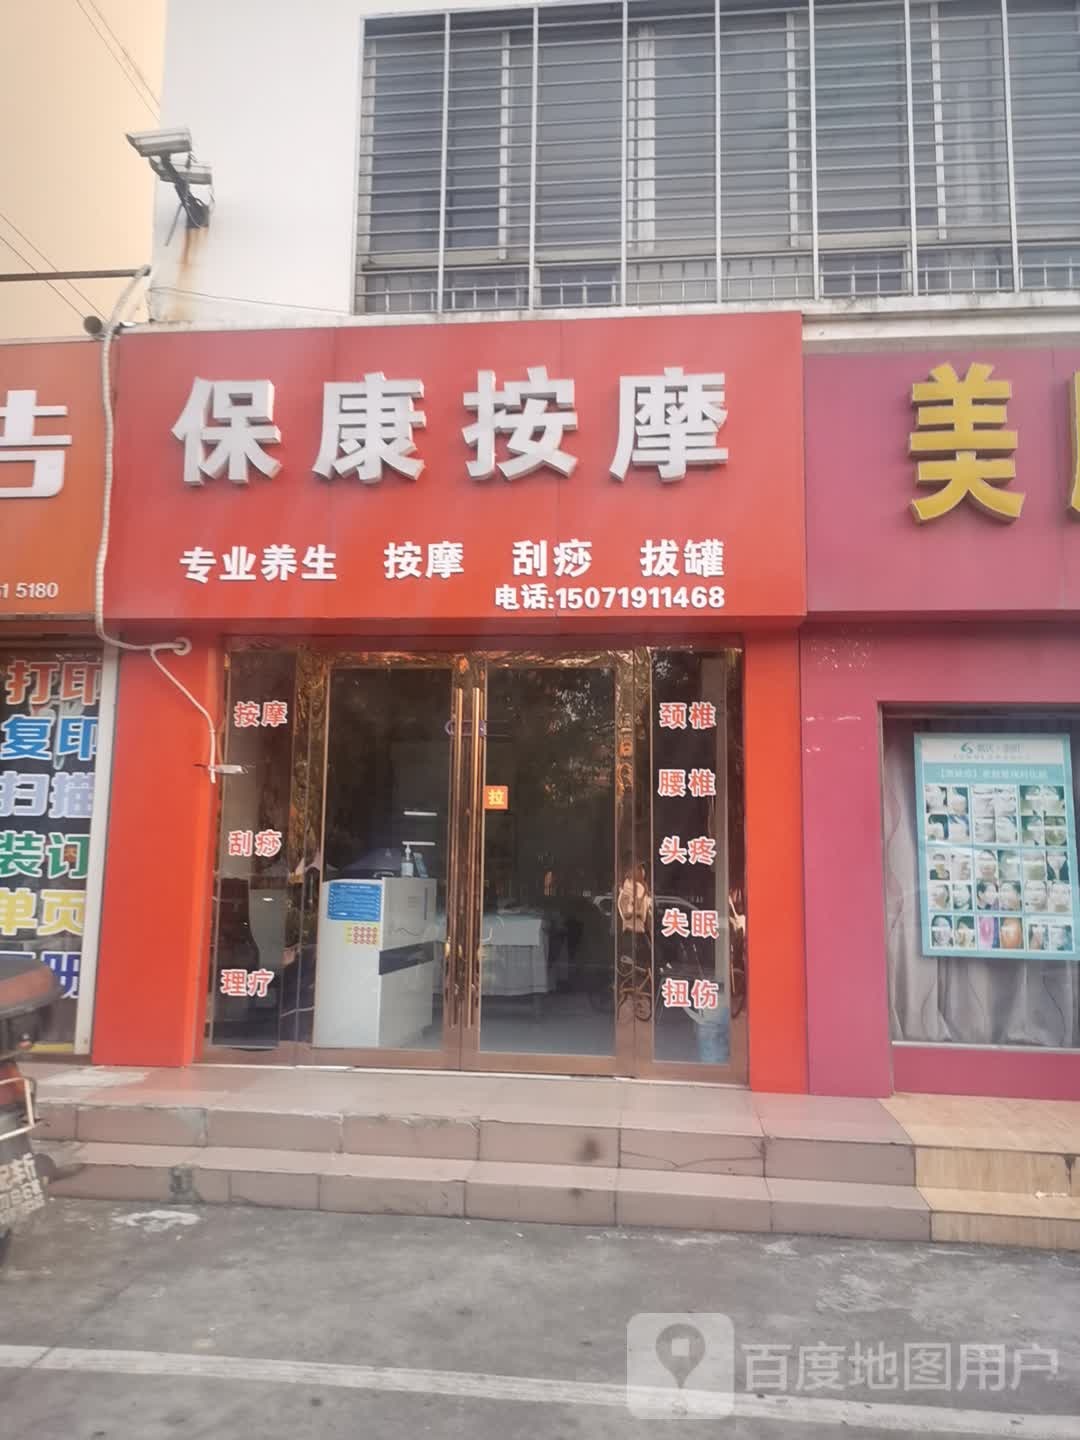 保康按摩
专业养生 按摩 刮痧 拔罐
电话:15071911468
告
5180
打印
复印
扫描
装订
单页
美
按摩
刮痧
理疗
拉
颈椎
腰椎
头疼
失眠
扭伤
百度地图用户